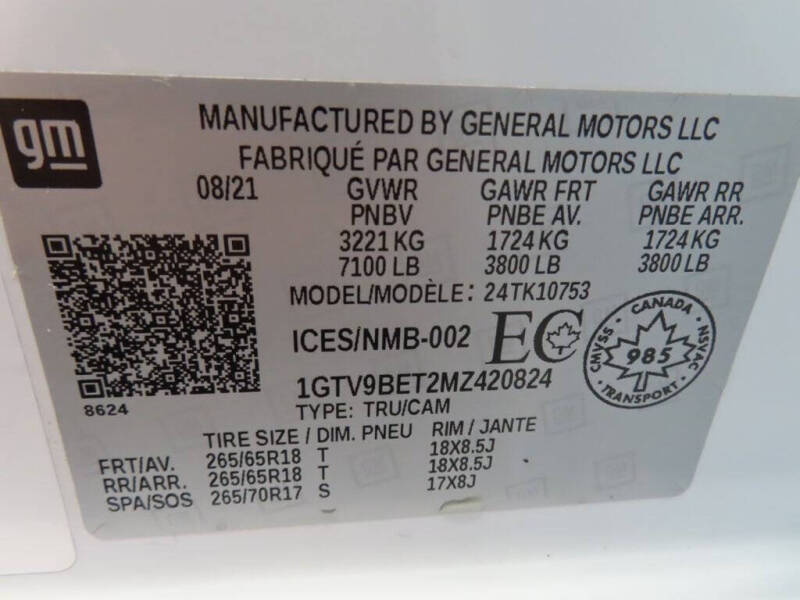 gm
MANUFACTURED BY GENERAL MOTORS LLC
FABRIQUÉ PAR GENERAL MOTORS LLC
08/21 GVWR GAWR FRT GAWR RR
PNBV PNBE AV. PNBE ARR.
3221 KG 1724 KG 1724 KG
7100 LB 3800 LB 3800 LB
MODEL/MODÈLE: 24TK10753
ICES/NMB-002 EC
CANADA CMVSS 985 NSVAC TRANSPORT
1GTV9BET2MZ420824
8624 TYPE: TRU/CAM
TIRE SIZE / DIM. PNEU RIM / JANTE
FRT/AV. 265/65R18 T 18X8.5J
RR/ARR. 265/65R18 T 18X8.5J
SPA/SOS 265/70R17 S 17X8J